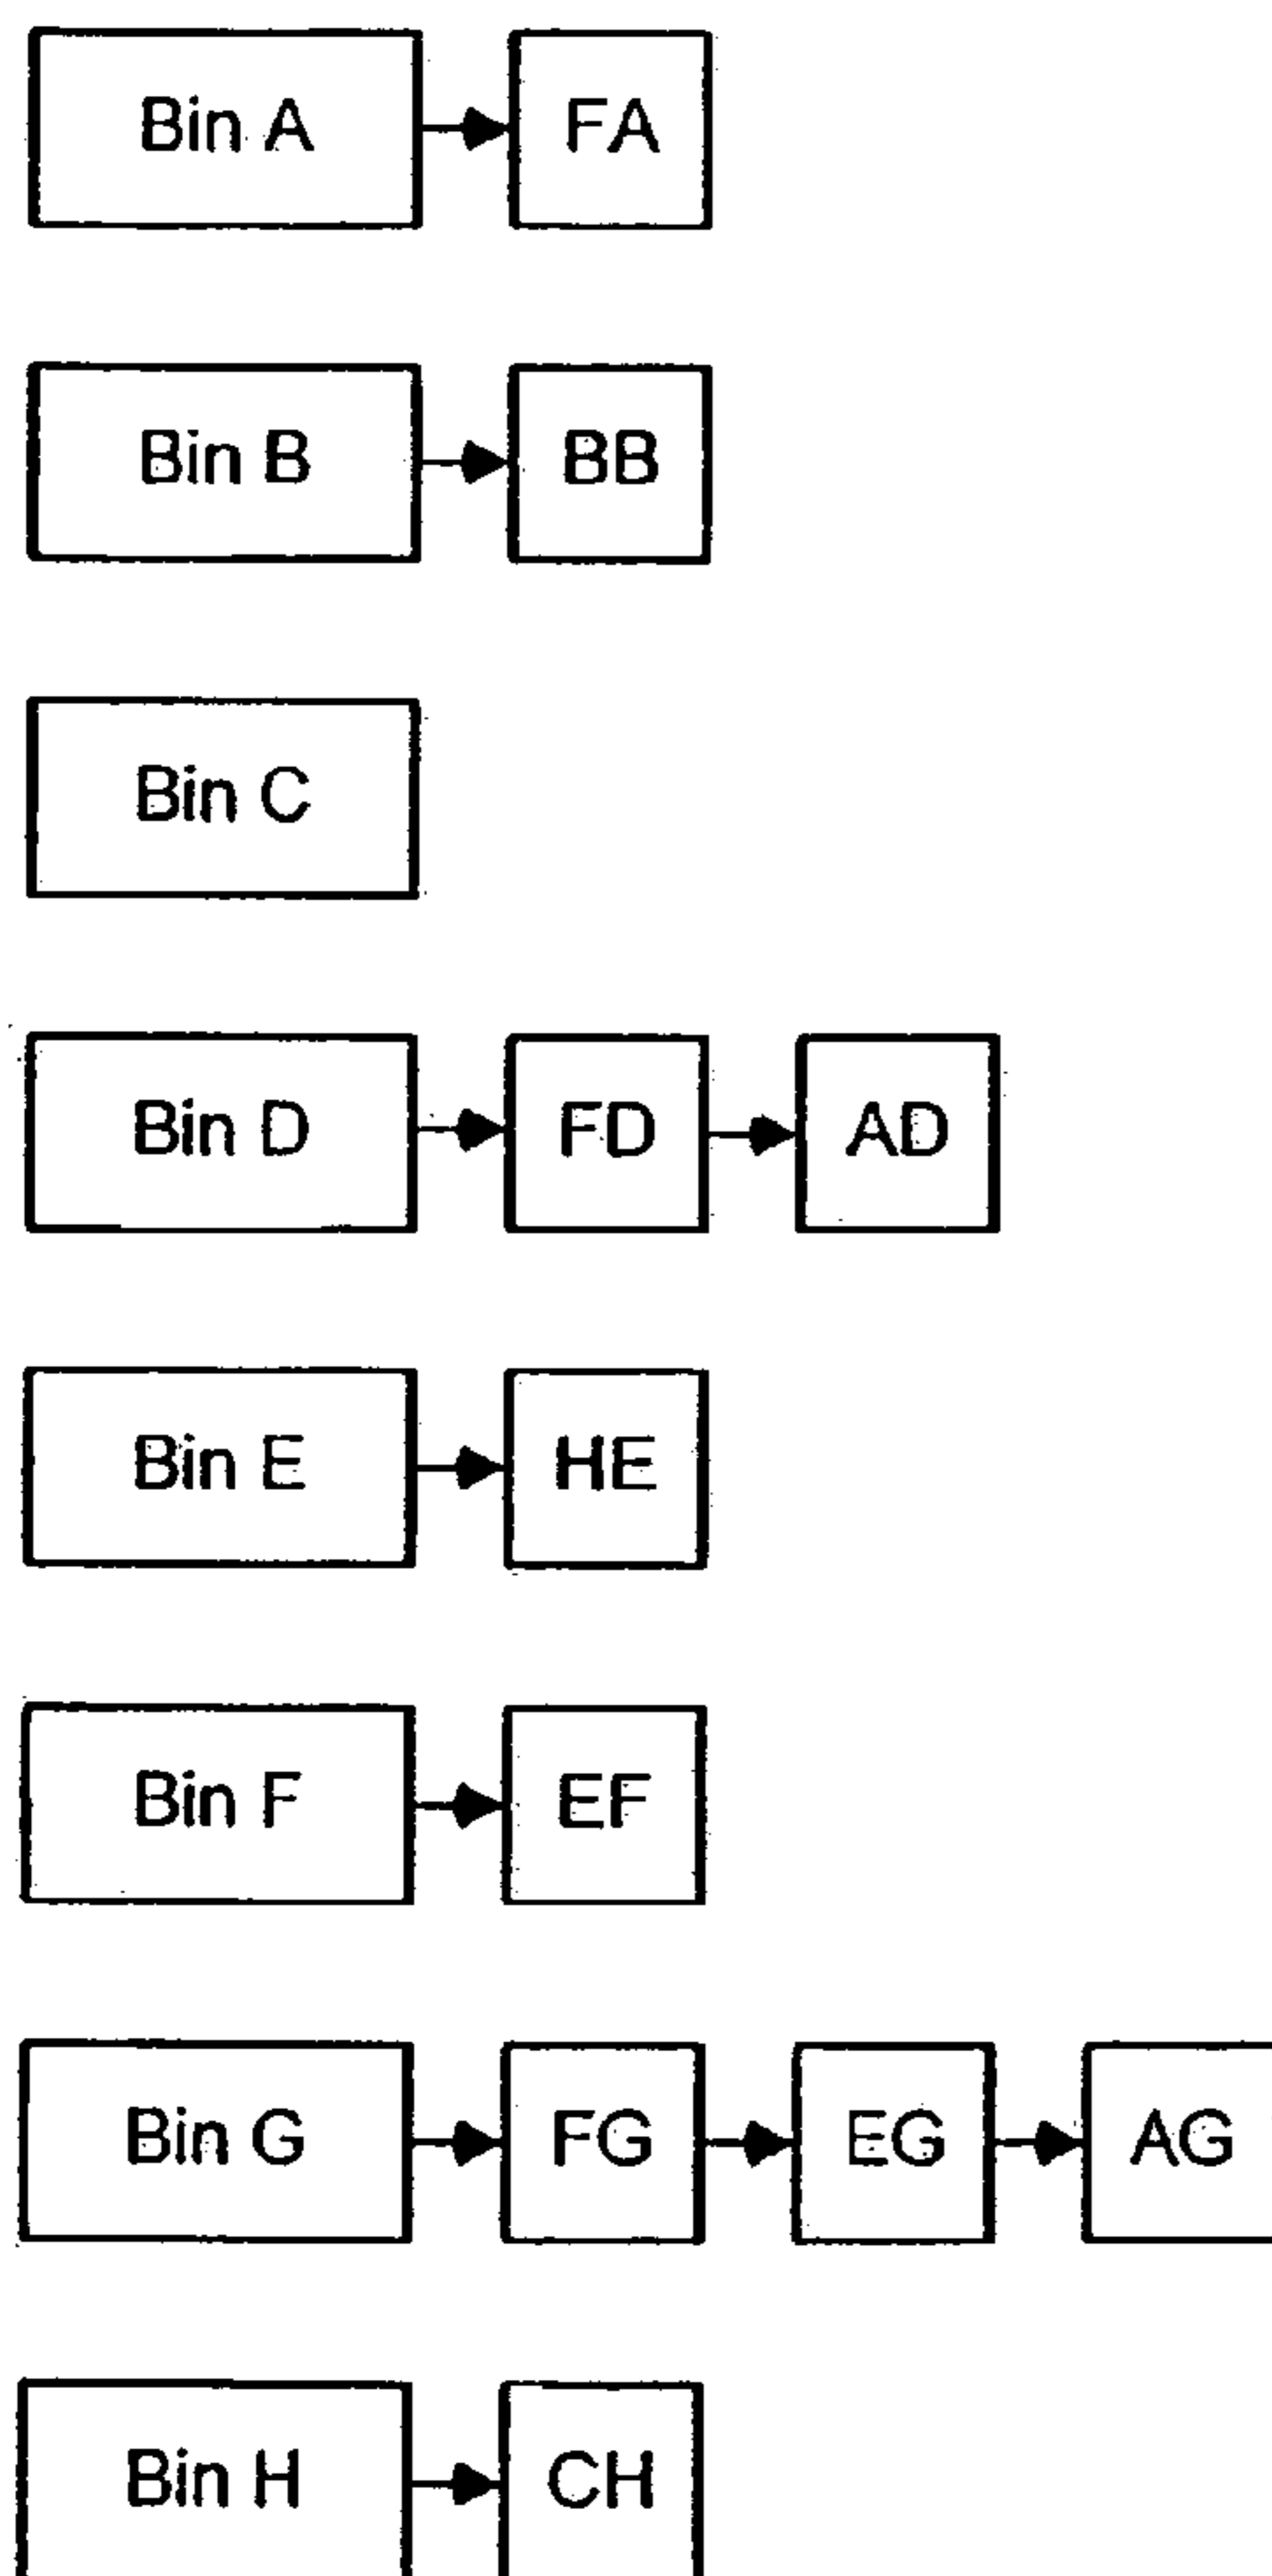 Bin A FA
Bin B BB
Bin C
Bin D FD AD
Bin E HE
Bin F EF
Bin G FG EG AG
Bin H CH